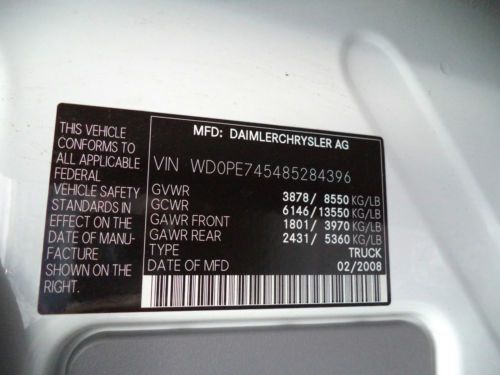 MFD: DAIMLERCHRYSLER AG
THIS VEHICLE
CONFORMS TO
ALL APPLICABLE
FEDERAL
VEHICLE SAFETY
STANDARDS IN
EFFECT ON THE
DATE OF MANU-
FACTURE
SHOWN ON THE
RIGHT.
VIN WD0PE745485284396
GVWR 3878/ 8550 KG/LB
GCWR 6146/13550 KG/LB
GAWR FRONT 1801/ 3970 KG/LB
GAWR REAR 2431/ 5360 KG/LB
TYPE TRUCK
DATE OF MFD 02/2008